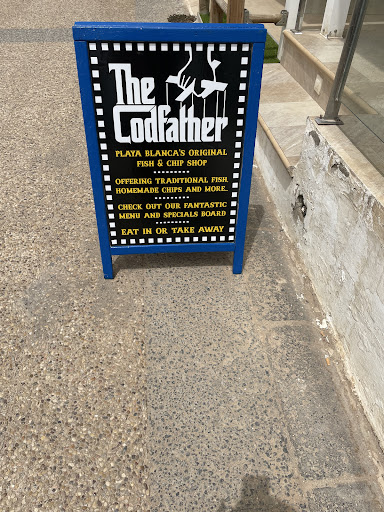 The
Codfather
PLAYA BLANCA'S ORIGINAL
FISH & CHIP SHOP
OFFERING TRADITIONAL FISH,
HOMEMADE CHIPS AND MORE..
CHECK OUT OUR FANTASTIC
MENU AND SPECIALS BOARD
EAT IN OR TAKE AWAY